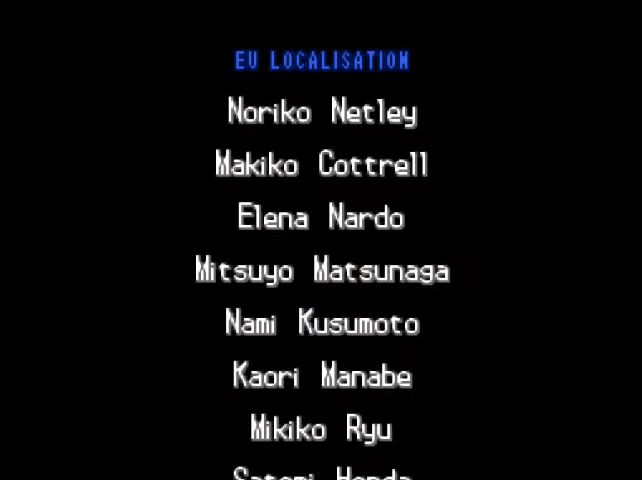 EU LOCALISATION
Noriko Netley
Makiko Cottrell
Elena Nardo
Mitsuyo Matsunaga
Nami Kusumoto
Kaori Manabe
Mikiko Ryu